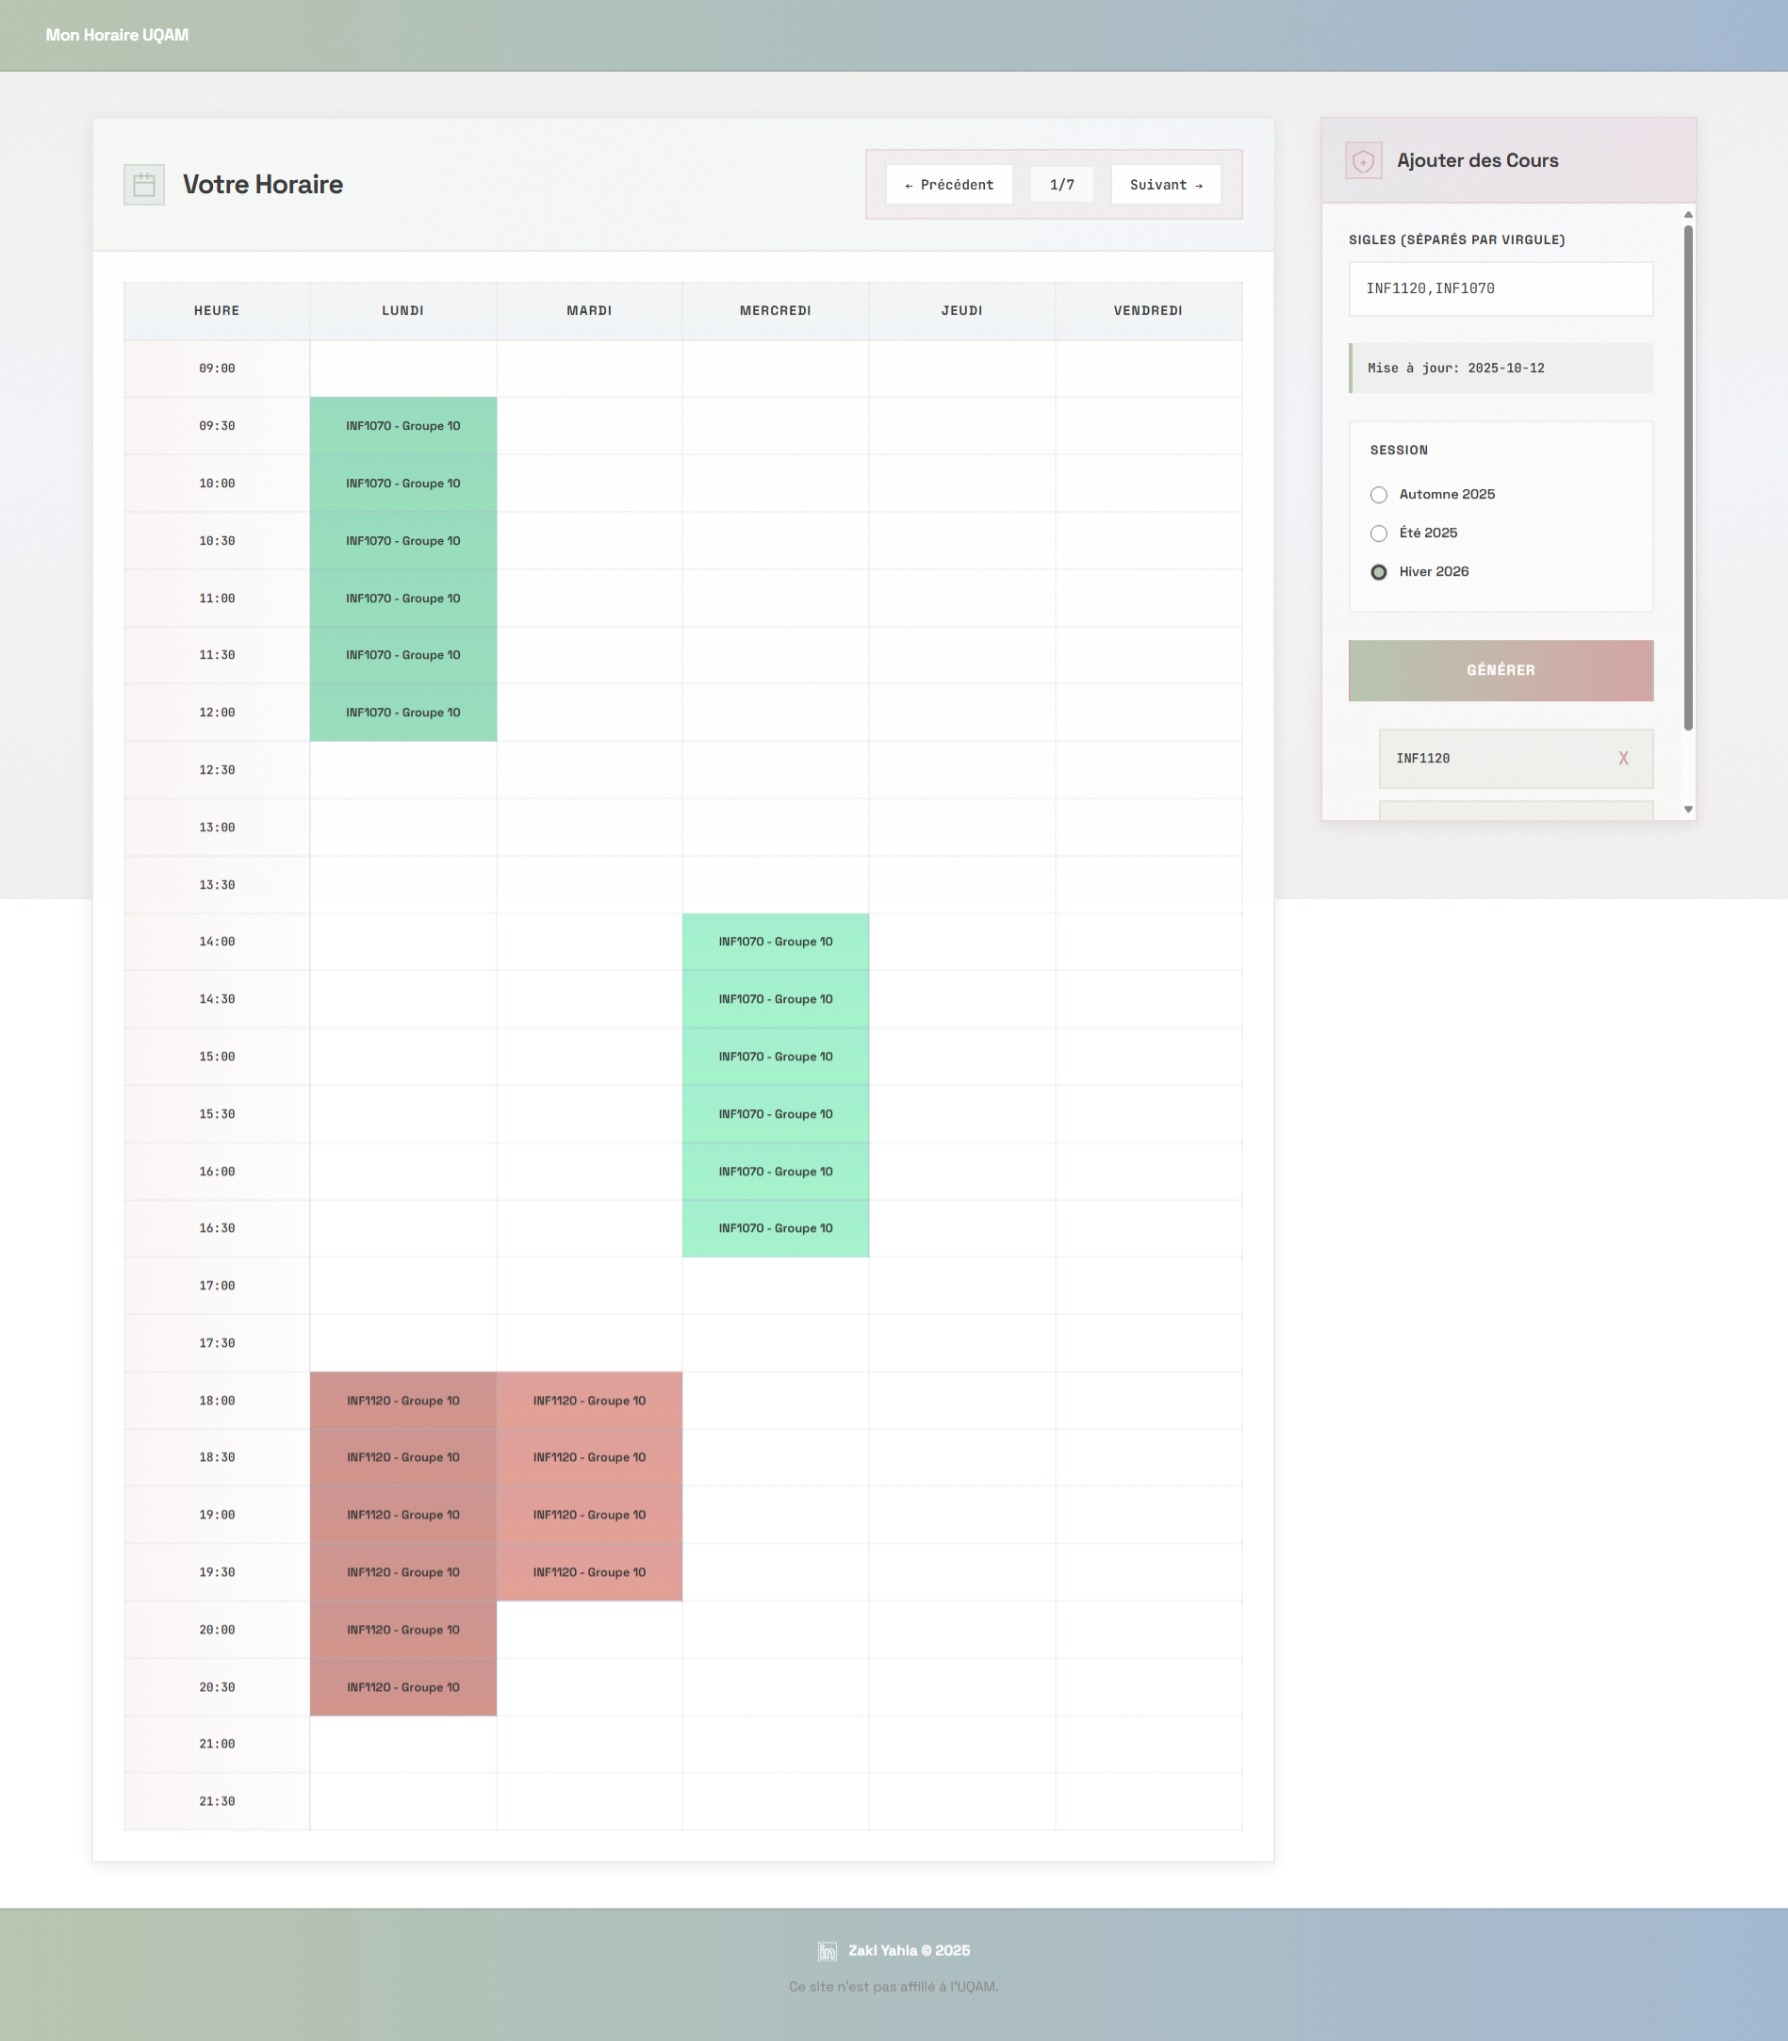 Mon Horaire UQAM
Votre Horaire
← Précédent 1/7 Suivant →
HEURE LUNDI MARDI MERCREDI JEUDI VENDREDI
09:00
09:30 INF1070 - Groupe 10
10:00 INF1070 - Groupe 10
10:30 INF1070 - Groupe 10
11:00 INF1070 - Groupe 10
11:30 INF1070 - Groupe 10
12:00 INF1070 - Groupe 10
12:30
13:00
13:30
14:00 INF1070 - Groupe 10
14:30 INF1070 - Groupe 10
15:00 INF1070 - Groupe 10
15:30 INF1070 - Groupe 10
16:00 INF1070 - Groupe 10
16:30 INF1070 - Groupe 10
17:00
17:30
18:00 INF1120 - Groupe 10 INF1120 - Groupe 10
18:30 INF1120 - Groupe 10 INF1120 - Groupe 10
19:00 INF1120 - Groupe 10 INF1120 - Groupe 10
19:30 INF1120 - Groupe 10 INF1120 - Groupe 10
20:00 INF1120 - Groupe 10
20:30 INF1120 - Groupe 10
21:00
21:30
Ajouter des Cours
SIGLES (SÉPARÉS PAR VIRGULE)
INF1120,INF1070
Mise à jour: 2025-10-12
SESSION
Automne 2025
Été 2025
Hiver 2026
GÉNÉRER
INF1120 X
Zaki Yahia © 2025
Ce site n'est pas affilié à l'UQAM.